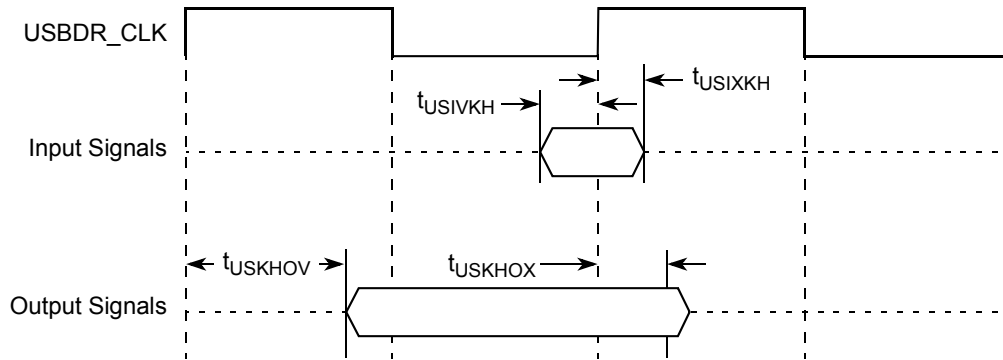 USBDR_CLK
tUSIXKH
tUSIVKH
Input Signals
tUSKHOV
tUSKHOX
Output Signals